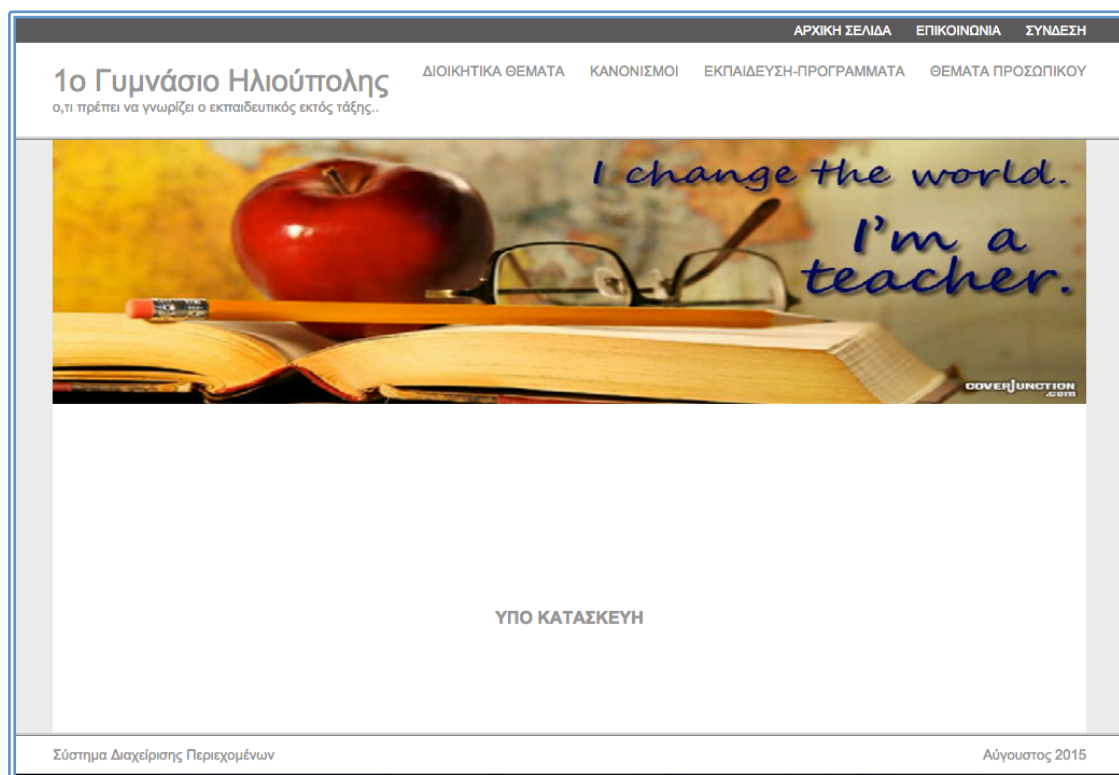 ΑΡΧΙΚΗ ΣΕΛΙΔΑ ΕΠΙΚΟΙΝΩΝΙΑ ΣΥΝΔΕΣΗ
1ο Γυμνάσιο Ηλιούπολης
ο,τι πρέπει να γνωρίζει ο εκπαιδευτικός εκτός τάξης..
ΔΙΟΙΚΗΤΙΚΑ ΘΕΜΑΤΑ ΚΑΝΟΝΙΣΜΟΙ ΕΚΠΑΙΔΕΥΣΗ-ΠΡΟΓΡΑΜΜΑΤΑ ΘΕΜΑΤΑ ΠΡΟΣΩΠΙΚΟΥ
I change the world.
I'm a
teacher.
COVERJUNCTION
.com
ΥΠΟ ΚΑΤΑΣΚΕΥΗ
Σύστημα Διαχείρισης Περιεχομένων
Αύγουστος 2015